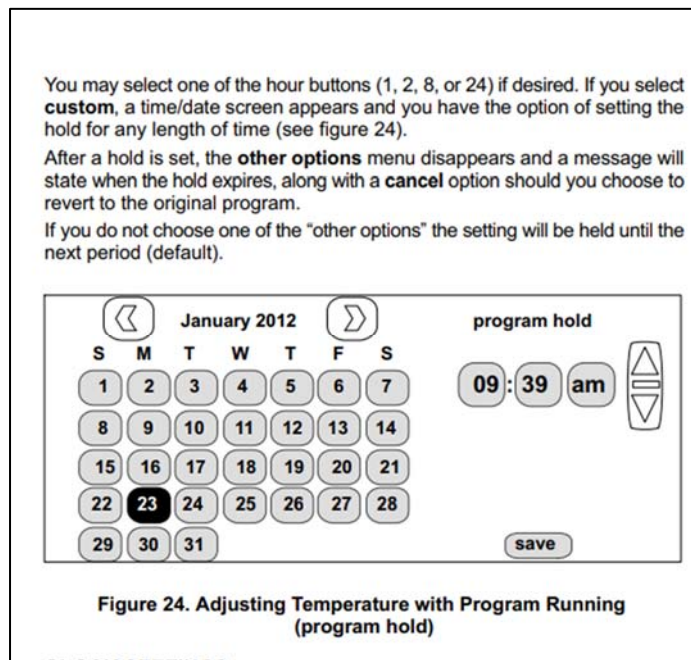 You may select one of the hour buttons (1, 2, 8, or 24) if desired. If you select
custom, a time/date screen appears and you have the option of setting the
hold for any length of time (see figure 24).
After a hold is set, the other options menu disappears and a message will
state when the hold expires, along with a cancel option should you choose to
revert to the original program.
If you do not choose one of the “other options” the setting will be held until the
next period (default).
January 2012
program hold
S M T W T F S
1 2 3 4 5 6 7
09 : 39 am
8 9 10 11 12 13 14
15 16 17 18 19 20 21
22 23 24 25 26 27 28
29 30 31
save
Figure 24. Adjusting Temperature with Program Running
(program hold)